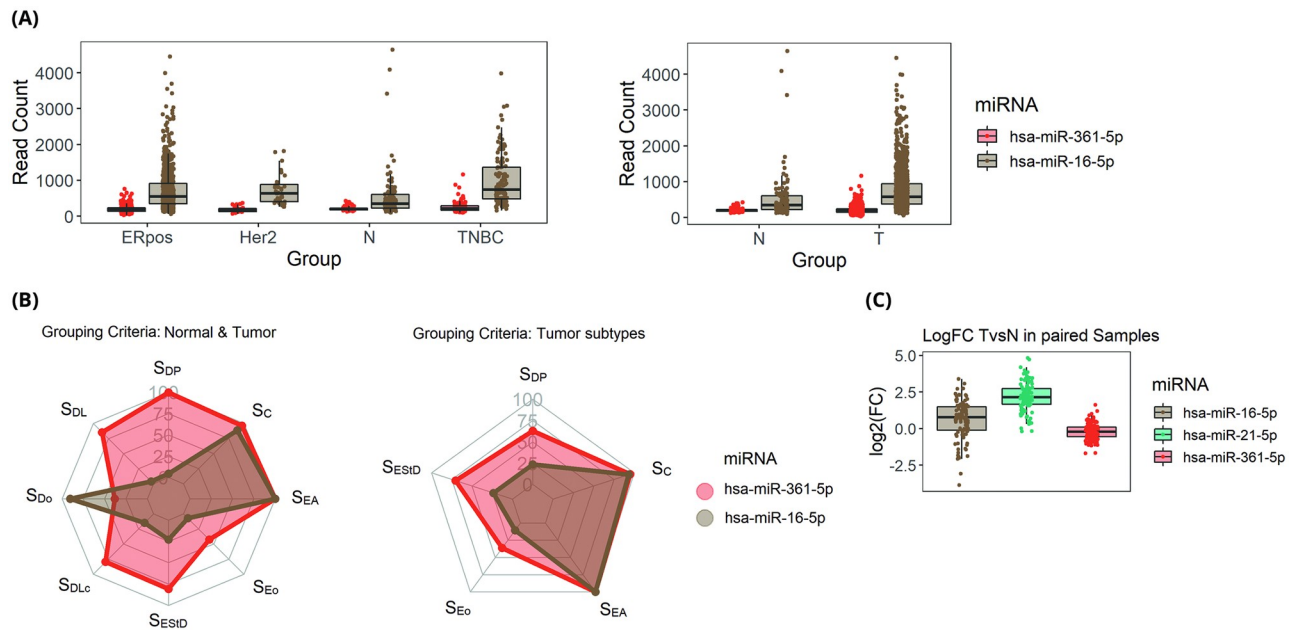 (A)
4000
3000
2000
1000
0
Read Count
ERpos Her2 N TNBC
Group
4000
3000
2000
1000
0
Read Count
N T
Group
miRNA
hsa-miR-361-5p
hsa-miR-16-5p
(B)
Grouping Criteria: Normal & Tumor
SDP
SC
SEA
SEo
SEStD
SDLc
SDo
SDL
100
75
50
25
0
Grouping Criteria: Tumor subtypes
SDP
SC
SEA
SEo
SEStD
100
75
50
25
0
miRNA
hsa-miR-361-5p
hsa-miR-16-5p
(C)
LogFC TvsN in paired Samples
5.0
2.5
0.0
-2.5
log2(FC)
miRNA
hsa-miR-16-5p
hsa-miR-21-5p
hsa-miR-361-5p